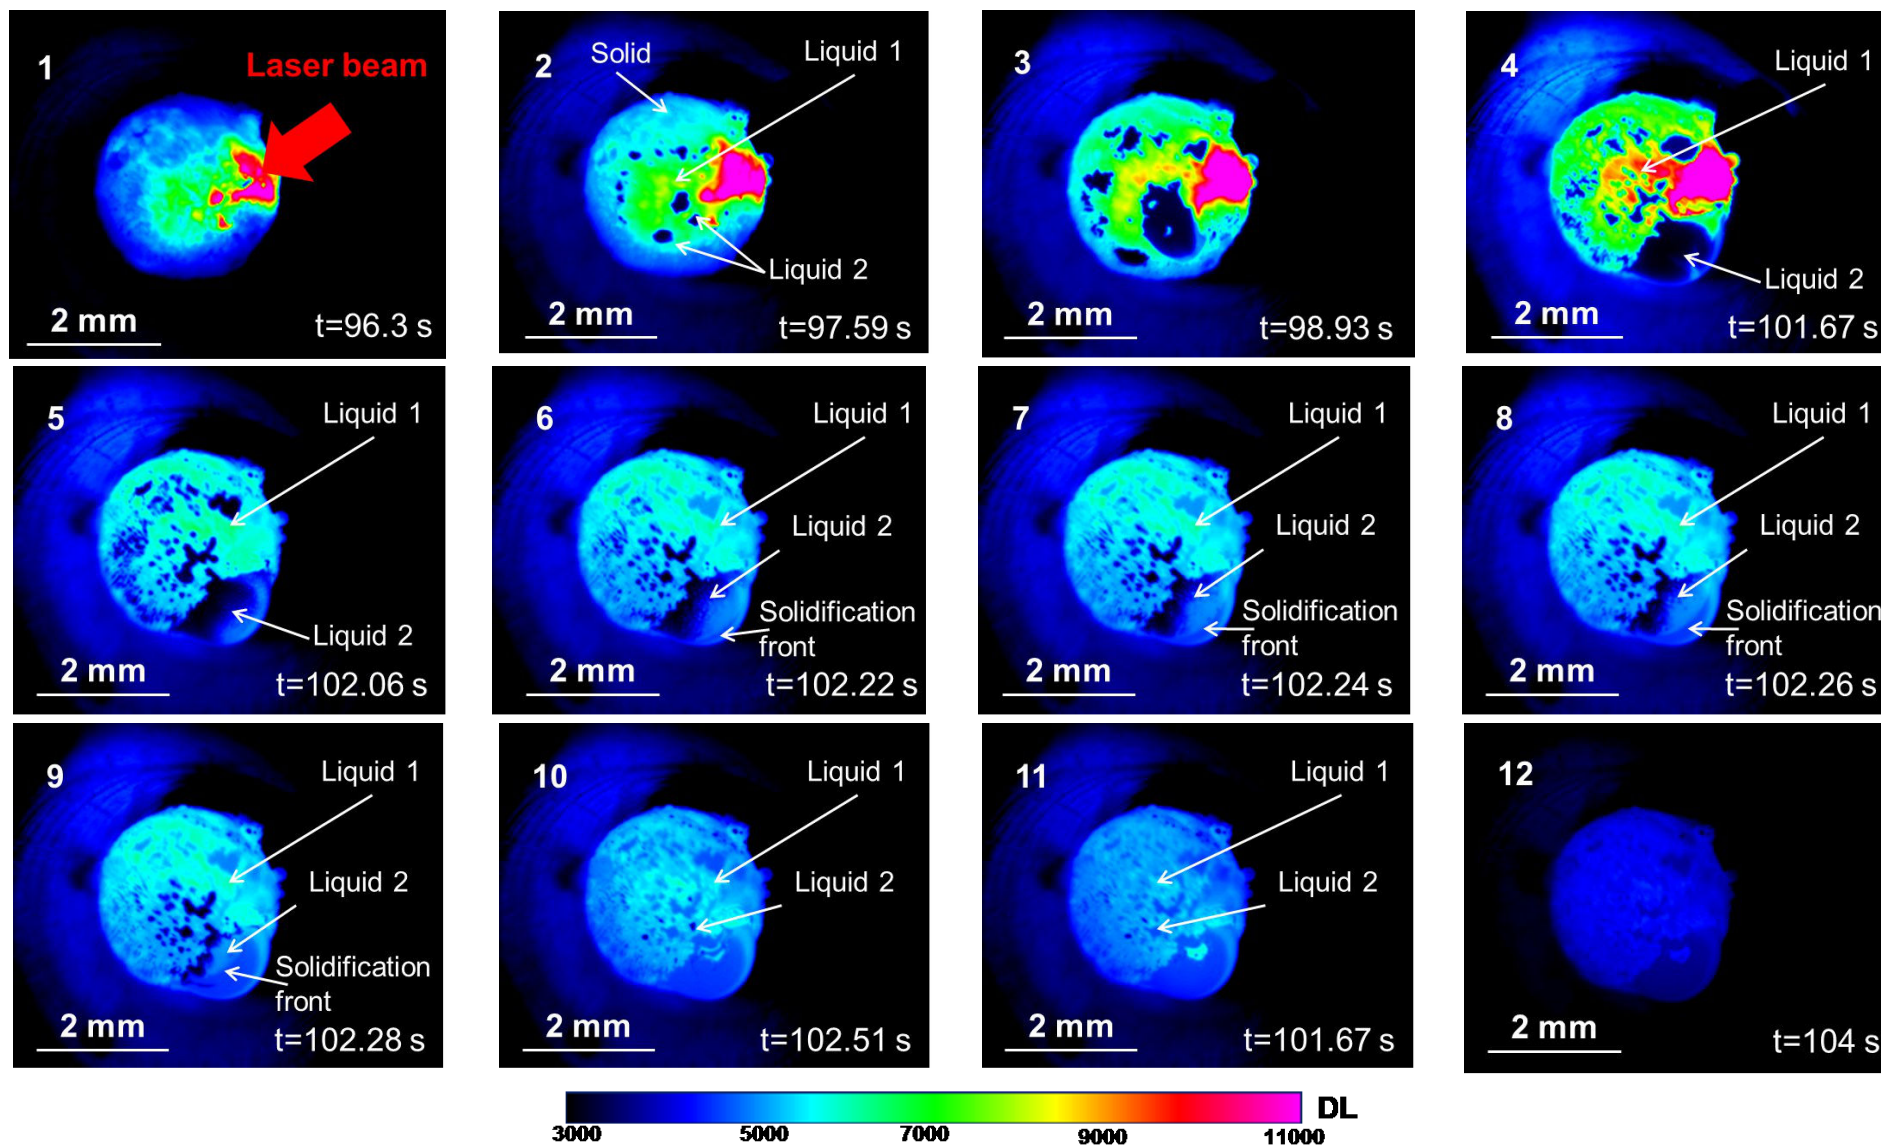 1
Laser beam
2 mm
t=96.3 s
2
Solid
Liquid 1
Liquid 2
2 mm
t=97.59 s
3
2 mm
t=98.93 s
4
Liquid 1
Liquid 2
2 mm
t=101.67 s
5
Liquid 1
Liquid 2
2 mm
t=102.06 s
6
Liquid 1
Liquid 2
Solidification
front
2 mm
t=102.22 s
7
Liquid 1
Liquid 2
Solidification
front
2 mm
t=102.24 s
8
Liquid 1
Liquid 2
Solidification
front
2 mm
t=102.26 s
9
Liquid 1
Liquid 2
Solidification
front
2 mm
t=102.28 s
10
Liquid 1
Liquid 2
2 mm
t=102.51 s
11
Liquid 1
Liquid 2
2 mm
t=101.67 s
12
2 mm
t=104 s
DL
3000 5000 7000 9000 11000